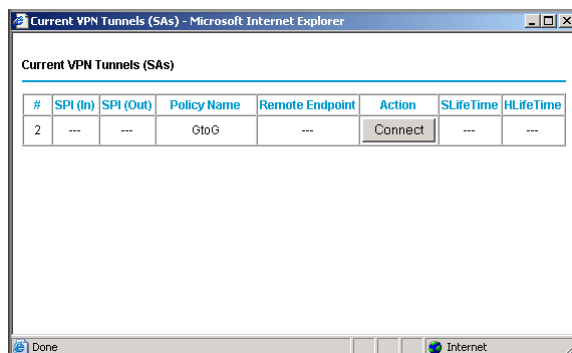 Current VPN Tunnels (SAs) - Microsoft Internet Explorer
Current VPN Tunnels (SAs)
# SPI (In) SPI (Out) Policy Name Remote Endpoint Action SLifeTime HLifeTime
2 --- --- GtoG --- Connect --- ---
Done Internet